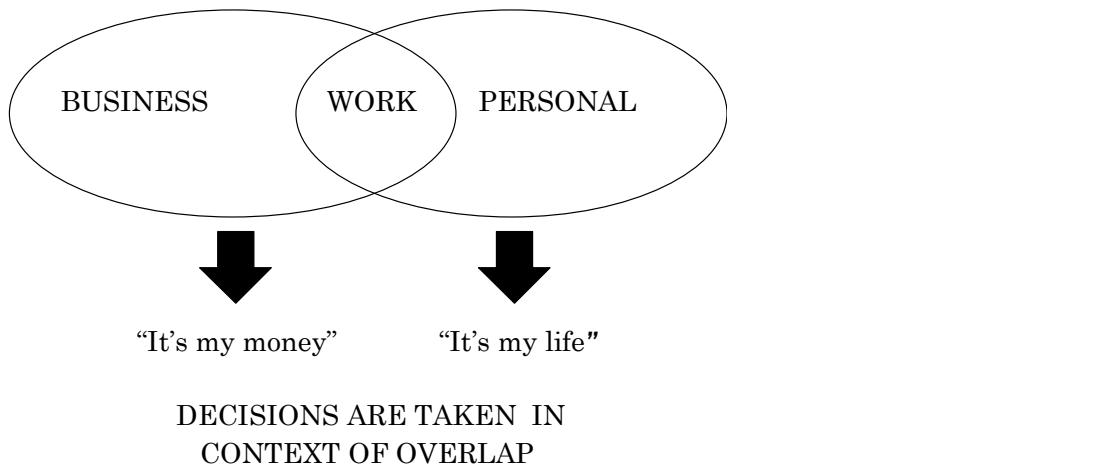 BUSINESS WORK PERSONAL
“It’s my money” “It’s my life”
DECISIONS ARE TAKEN IN
CONTEXT OF OVERLAP